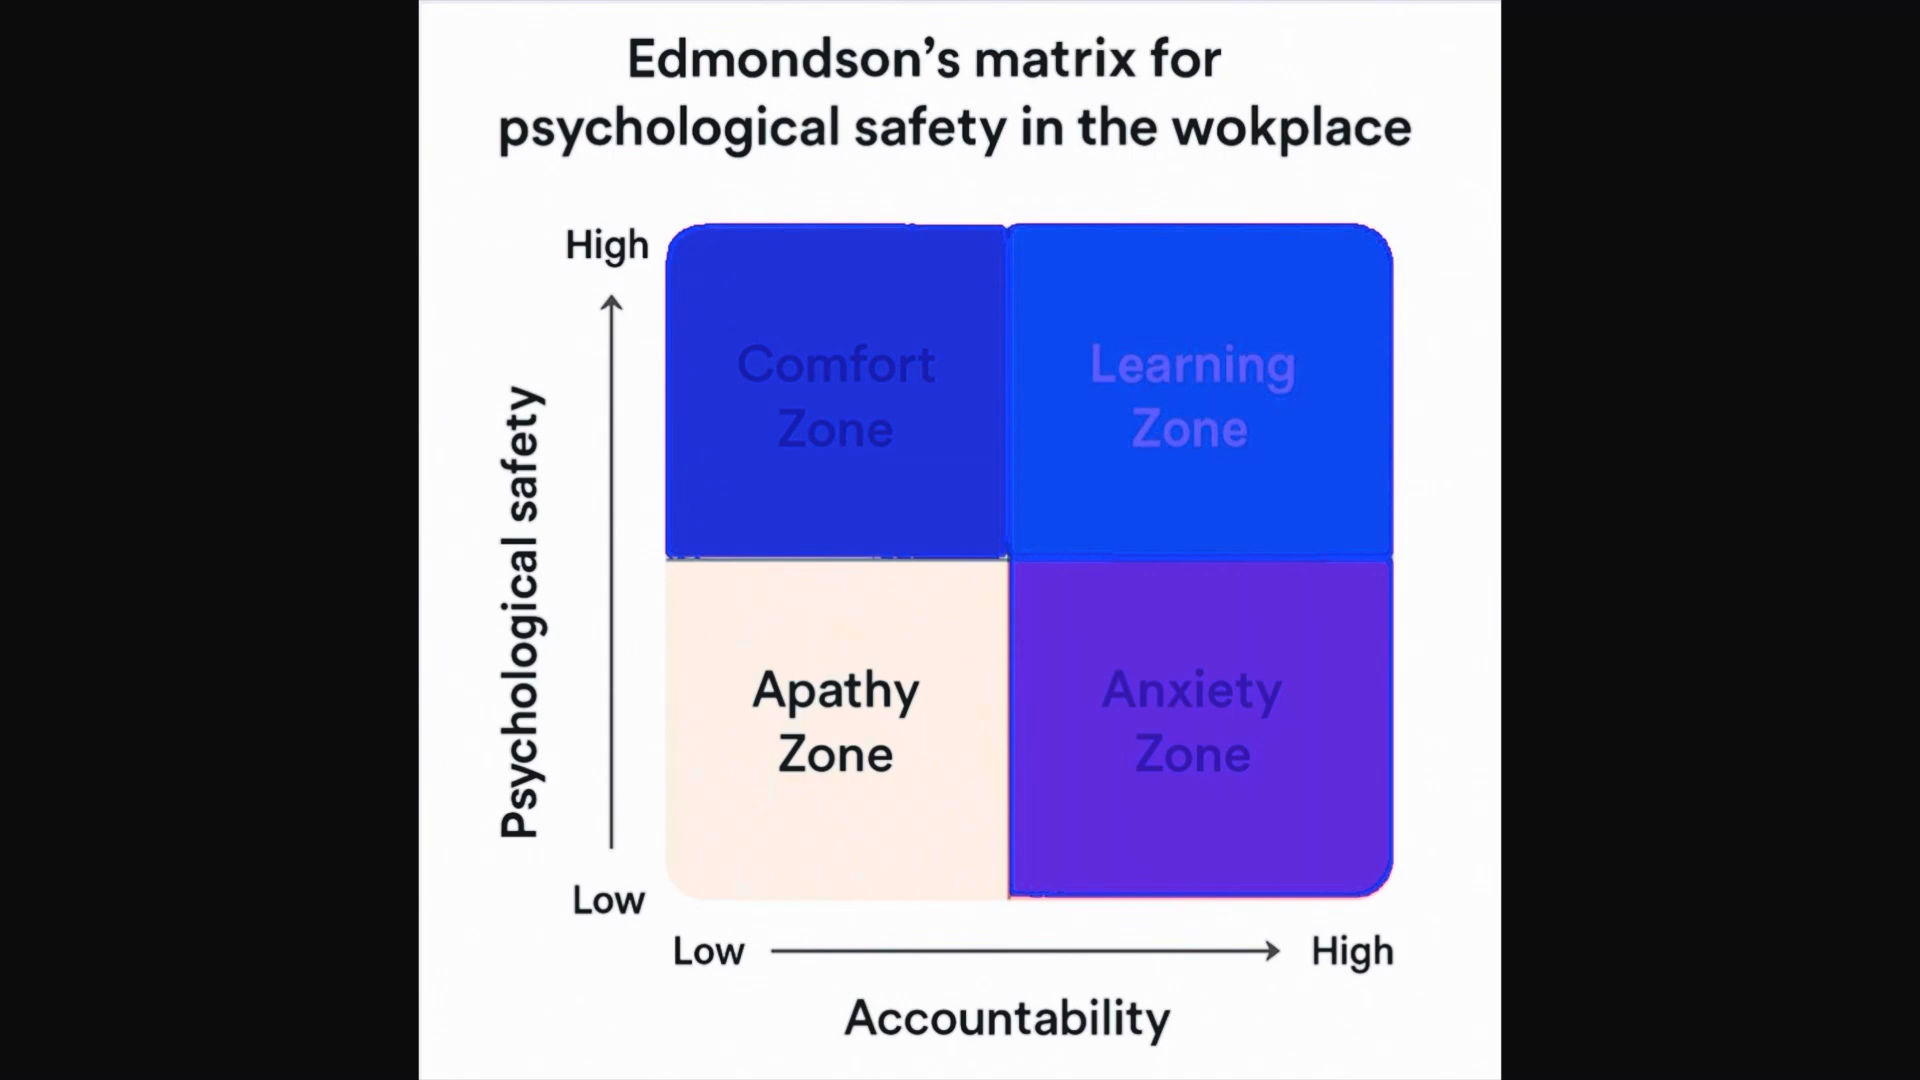 Edmondson’s matrix for
psychological safety in the wokplace
High
Comfort
Zone
Learning
Zone
Psychological safety
Apathy
Zone
Anxiety
Zone
Low
Low
High
Accountability